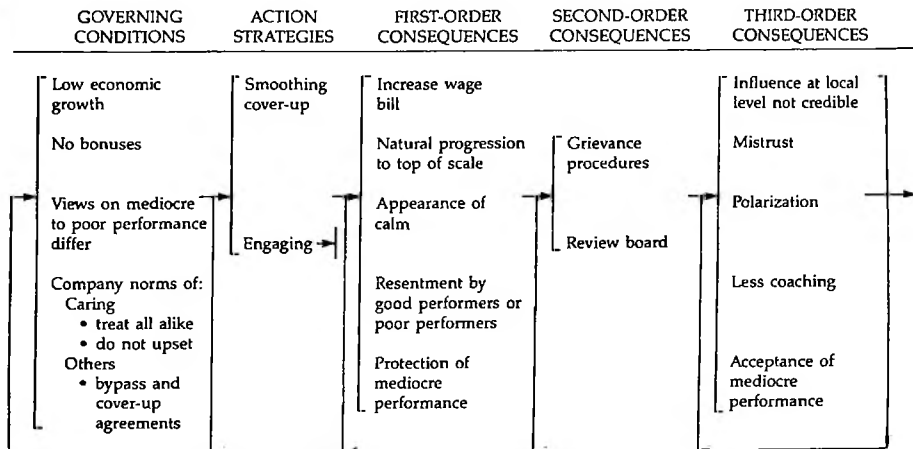 GOVERNING
CONDITIONS
ACTION
STRATEGIES
FIRST-ORDER
CONSEQUENCES
SECOND-ORDER
CONSEQUENCES
THIRD-ORDER
CONSEQUENCES
Low economic
growth
No bonuses
Views on mediocre
to poor performance
differ
Company norms of:
Caring
• treat all alike
• do not upset
Others
• bypass and
cover-up
agreements
Smoothing
cover-up
Engaging
Increase wage
bill
Natural progression
to top of scale
Appearance of
calm
Resentment by
good performers or
poor performers
Protection of
mediocre
performance
Grievance
procedures
Review board
Influence at local
level not credible
Mistrust
Polarization
Less coaching
Acceptance of
mediocre
performance